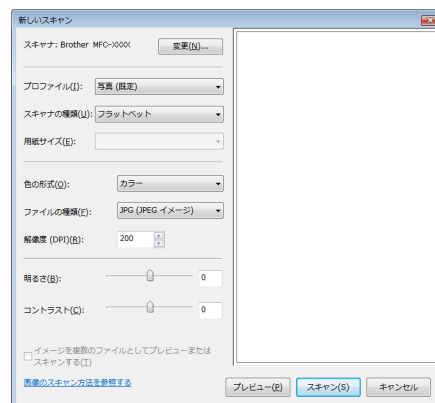 新しいスキャン
スキャナ: Brother MFC-XXXX 変更(N)...
プロファイル(I): 写真 (既定)
スキャナの種類(U): フラットベット
用紙サイズ(E):
色の形式(O): カラー
ファイルの種類(F): JPG (JPEG イメージ)
解像度 (DPI)(R): 200
明るさ(B): 0
コントラスト(C): 0
イメージを複数のファイルとしてプレビューまたは
スキャンする(T)
画像のスキャン方法を参照する
プレビュー(P) スキャン(S) キャンセル